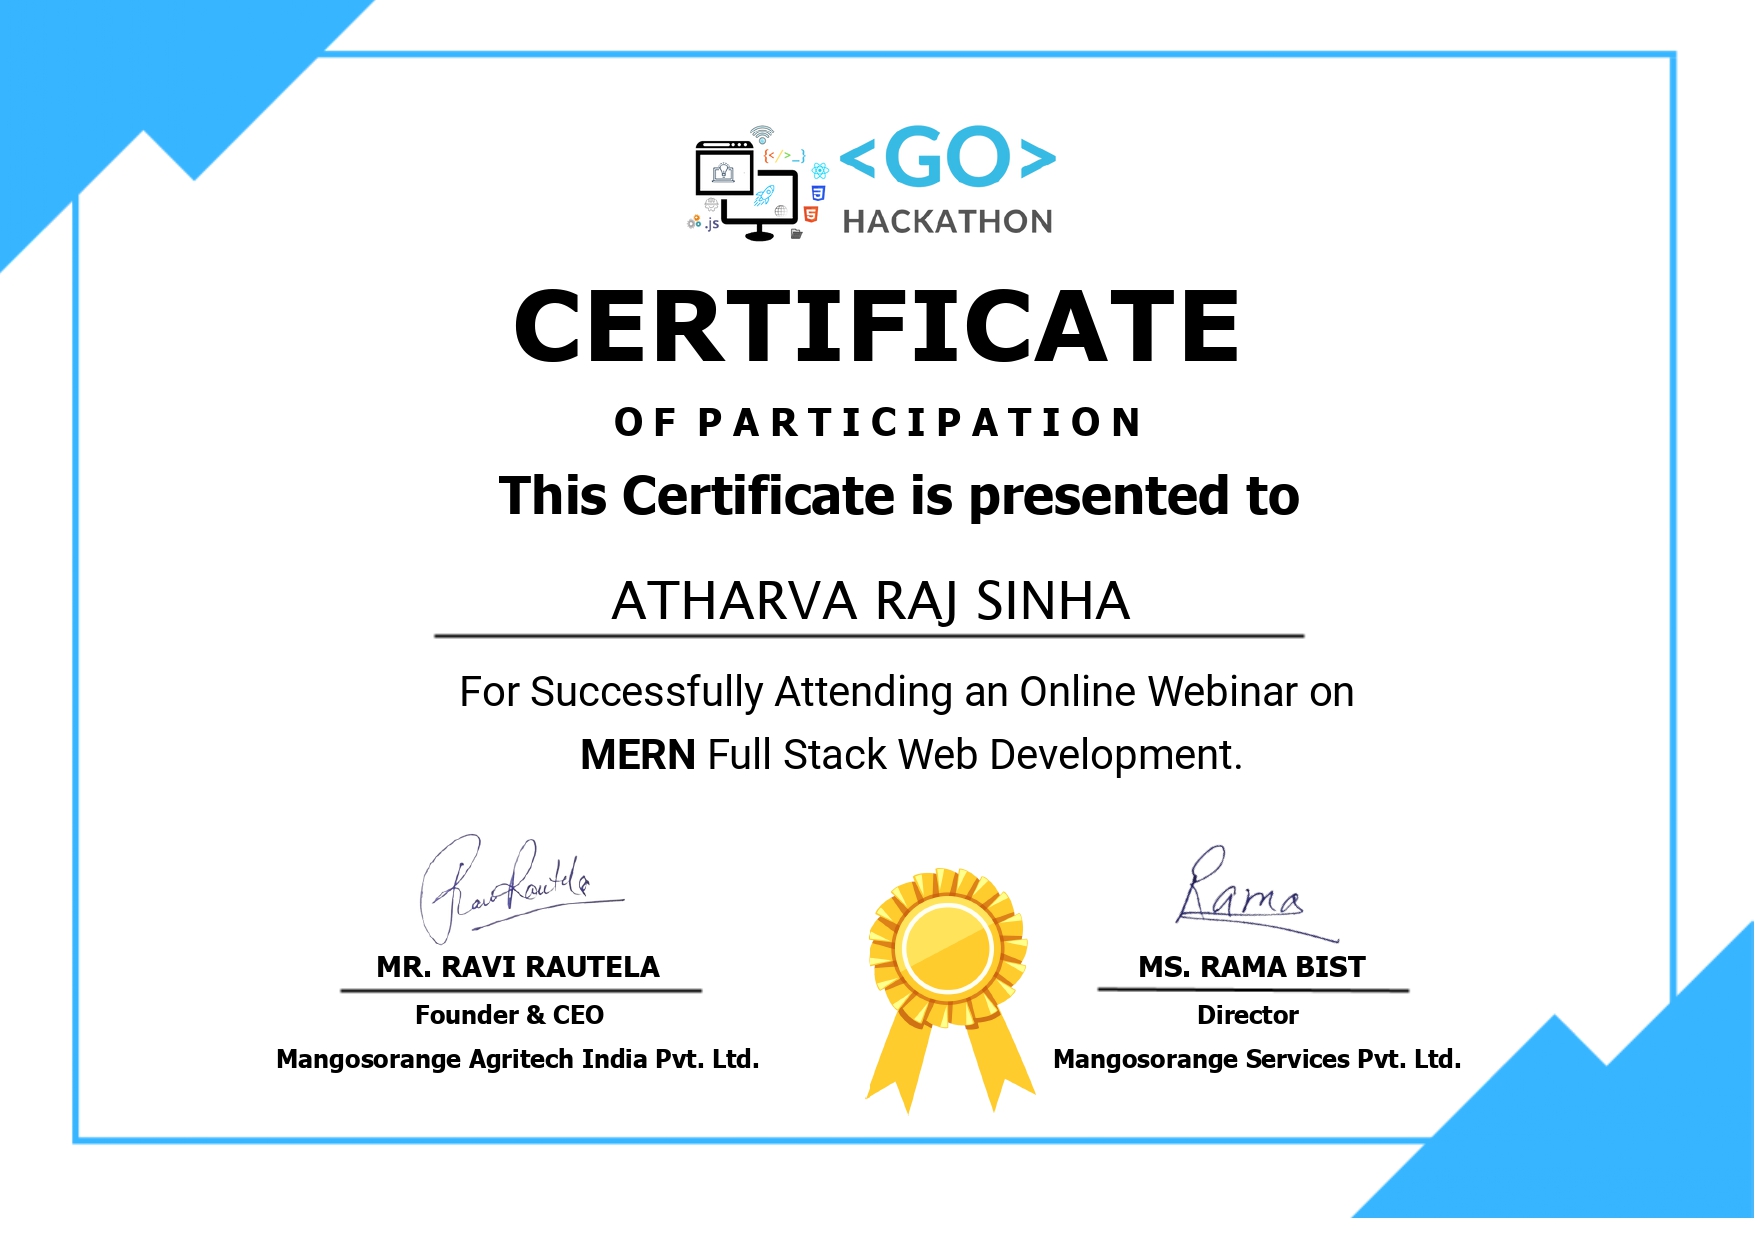 {</>_}
<GO>
HACKATHON
.js
CERTIFICATE
OF PARTICIPATION
This Certificate is presented to
ATHARVA RAJ SINHA
For Successfully Attending an Online Webinar on
MERN Full Stack Web Development.
Ravi Rautela
Rama
MR. RAVI RAUTELA
MS. RAMA BIST
Founder & CEO
Director
Mangosorange Agritech India Pvt. Ltd.
Mangosorange Services Pvt. Ltd.